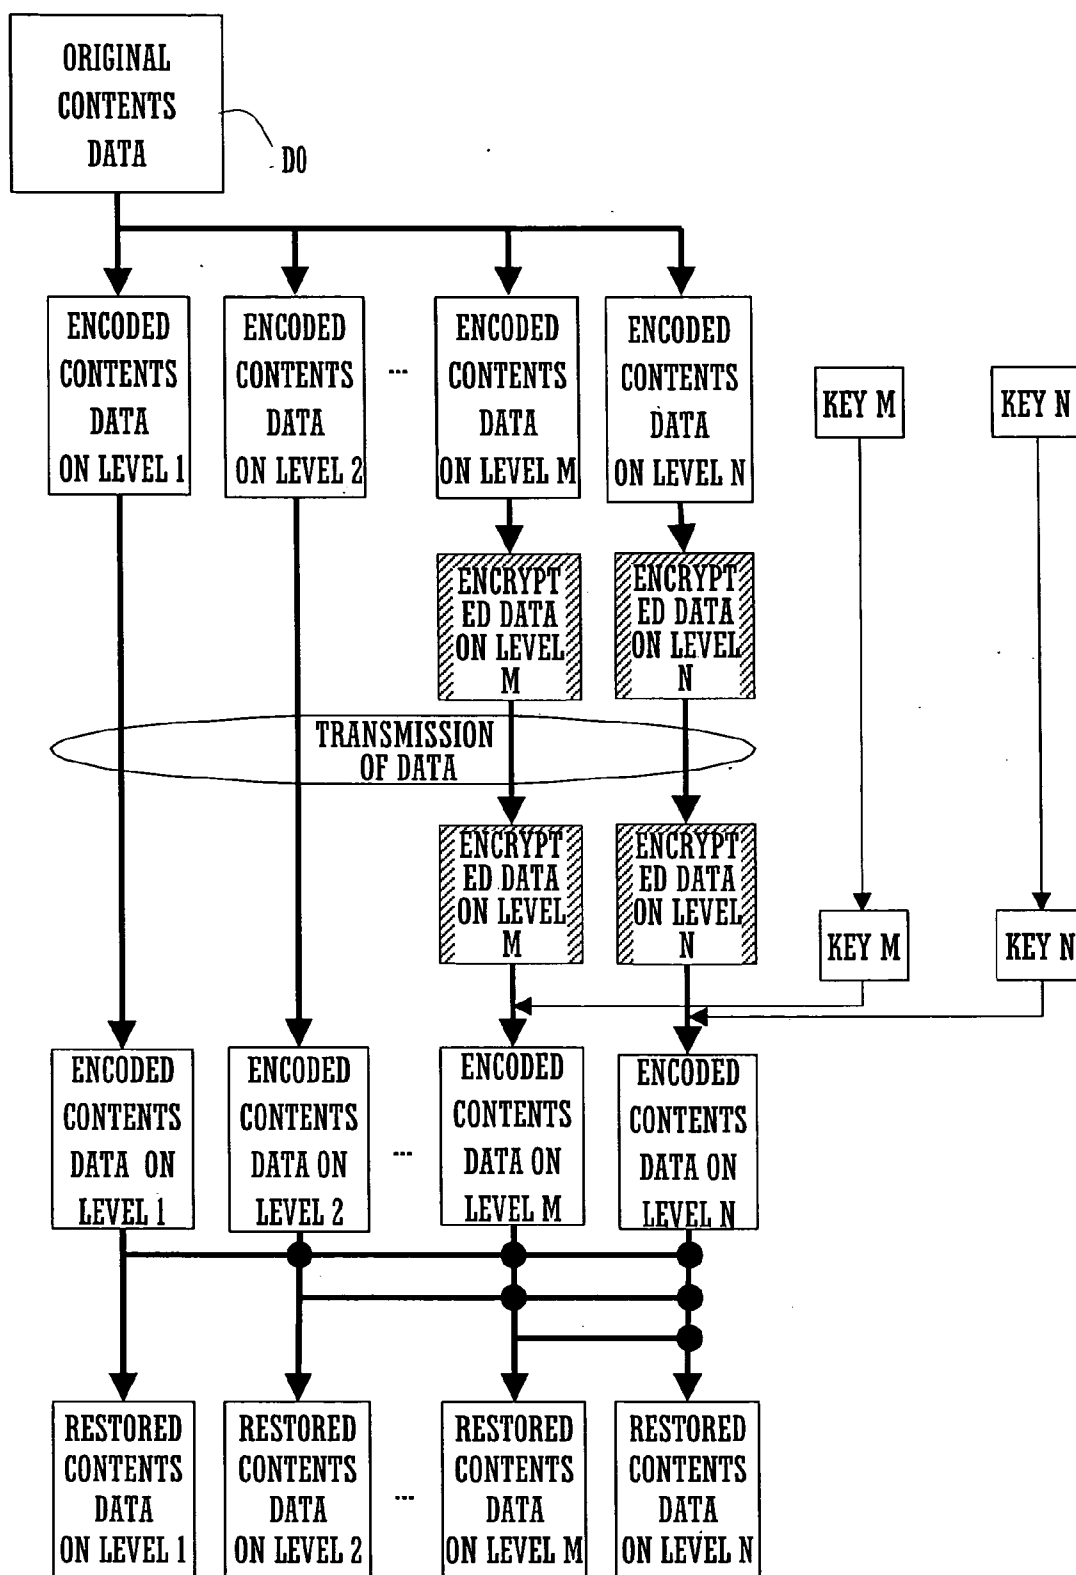 ORIGINAL
CONTENTS
DATA
D0
ENCODED
CONTENTS
DATA
ON LEVEL 1
ENCODED
CONTENTS
DATA
ON LEVEL 2
...
ENCODED
CONTENTS
DATA
ON LEVEL M
ENCODED
CONTENTS
DATA
ON LEVEL N
KEY M
KEY N
ENCRYPT
ED DATA
ON LEVEL
M
ENCRYPT
ED DATA
ON LEVEL
N
TRANSMISSION
OF DATA
ENCRYPT
ED DATA
ON LEVEL
M
ENCRYPT
ED DATA
ON LEVEL
N
KEY M
KEY N
ENCODED
CONTENTS
DATA ON
LEVEL 1
ENCODED
CONTENTS
DATA ON
LEVEL 2
...
ENCODED
CONTENTS
DATA ON
LEVEL M
ENCODED
CONTENTS
DATA ON
LEVEL N
RESTORED
CONTENTS
DATA
ON LEVEL 1
RESTORED
CONTENTS
DATA
ON LEVEL 2
...
RESTORED
CONTENTS
DATA
ON LEVEL M
RESTORED
CONTENTS
DATA
ON LEVEL N